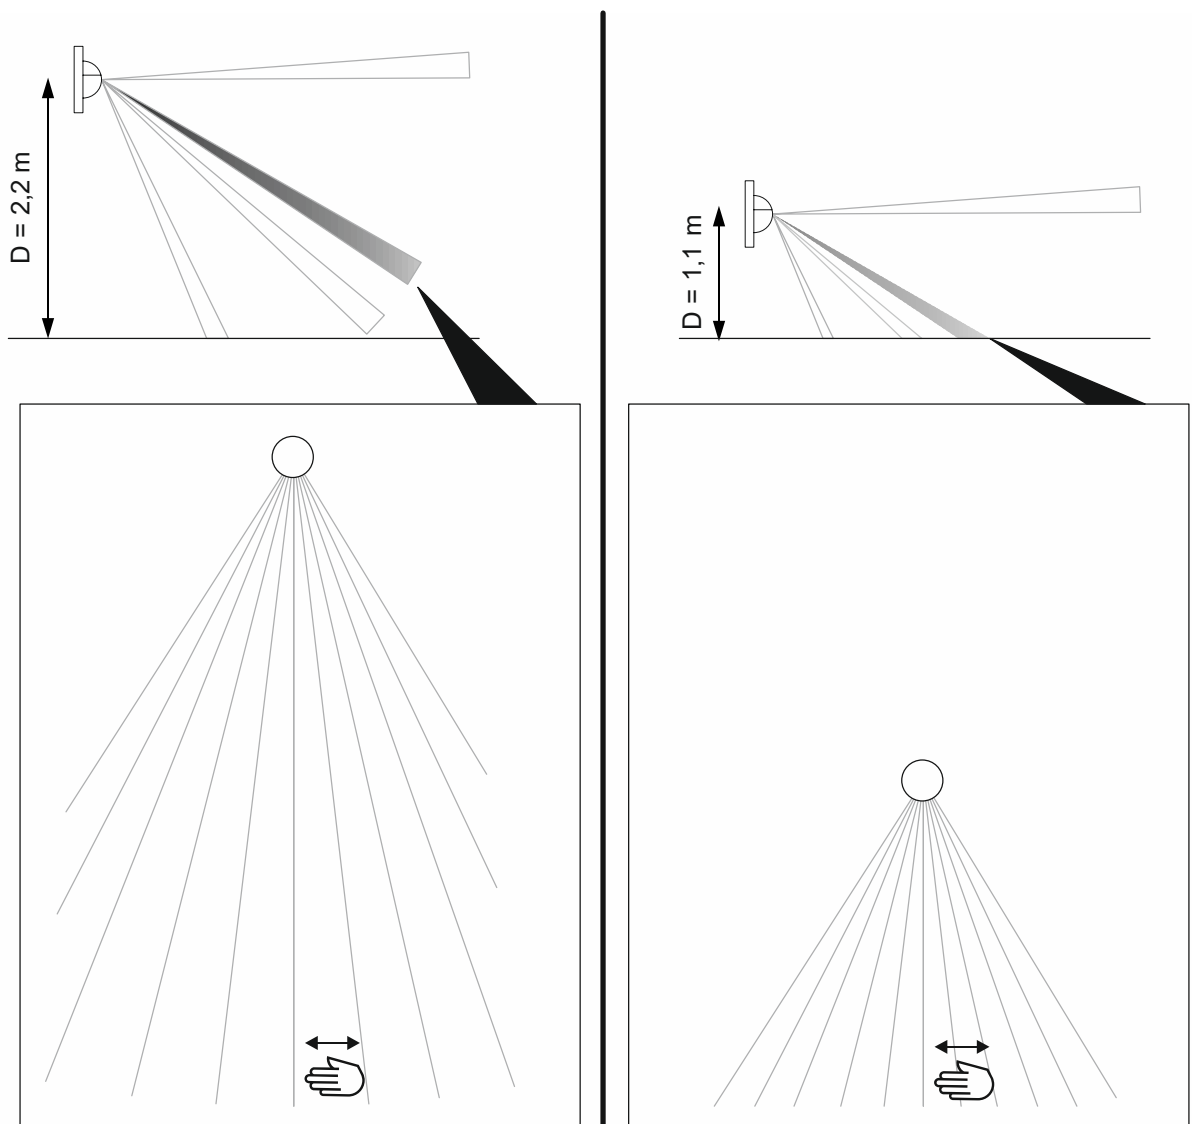 D = 2,2 m
D = 1,1 m